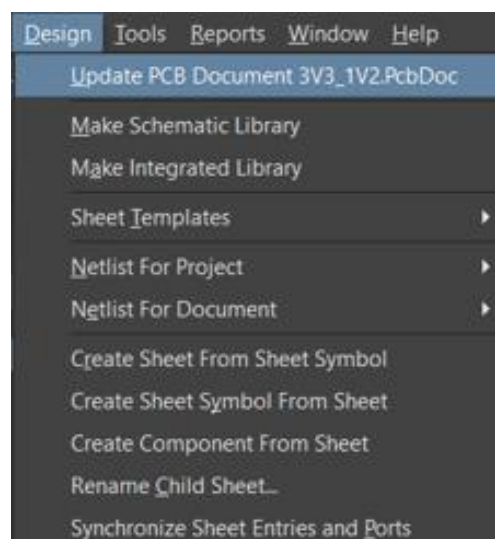 Design Tools Reports Window Help
Update PCB Document 3V3_1V2.PcbDoc
Make Schematic Library
Make Integrated Library
Sheet Templates
Netlist For Project
Netlist For Document
Create Sheet From Sheet Symbol
Create Sheet Symbol From Sheet
Create Component From Sheet
Rename Child Sheet...
Synchronize Sheet Entries and Ports